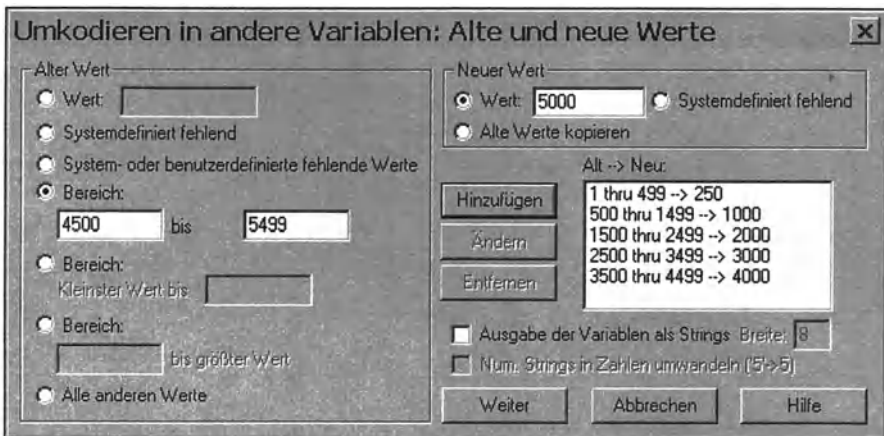 Umkodieren in andere Variablen: Alte und neue Werte
Alter Wert
Wert:
Systemdefiniert fehlend
System- oder benutzerdefinierte fehlende Werte
Bereich:
4500 bis 5499
Bereich:
Kleinster Wert bis
Bereich:
bis größter Wert
Alle anderen Werte
Neuer Wert
Wert: 5000 Systemdefiniert fehlend
Alte Werte kopieren
Alt --> Neu:
Hinzufügen
Ändern
Entfernen
1 thru 499 --> 250
500 thru 1499 --> 1000
1500 thru 2499 --> 2000
2500 thru 3499 --> 3000
3500 thru 4499 --> 4000
Ausgabe der Variablen als Strings Breite: 8
Num. Strings in Zahlen umwandeln ('5'->5)
Weiter Abbrechen Hilfe